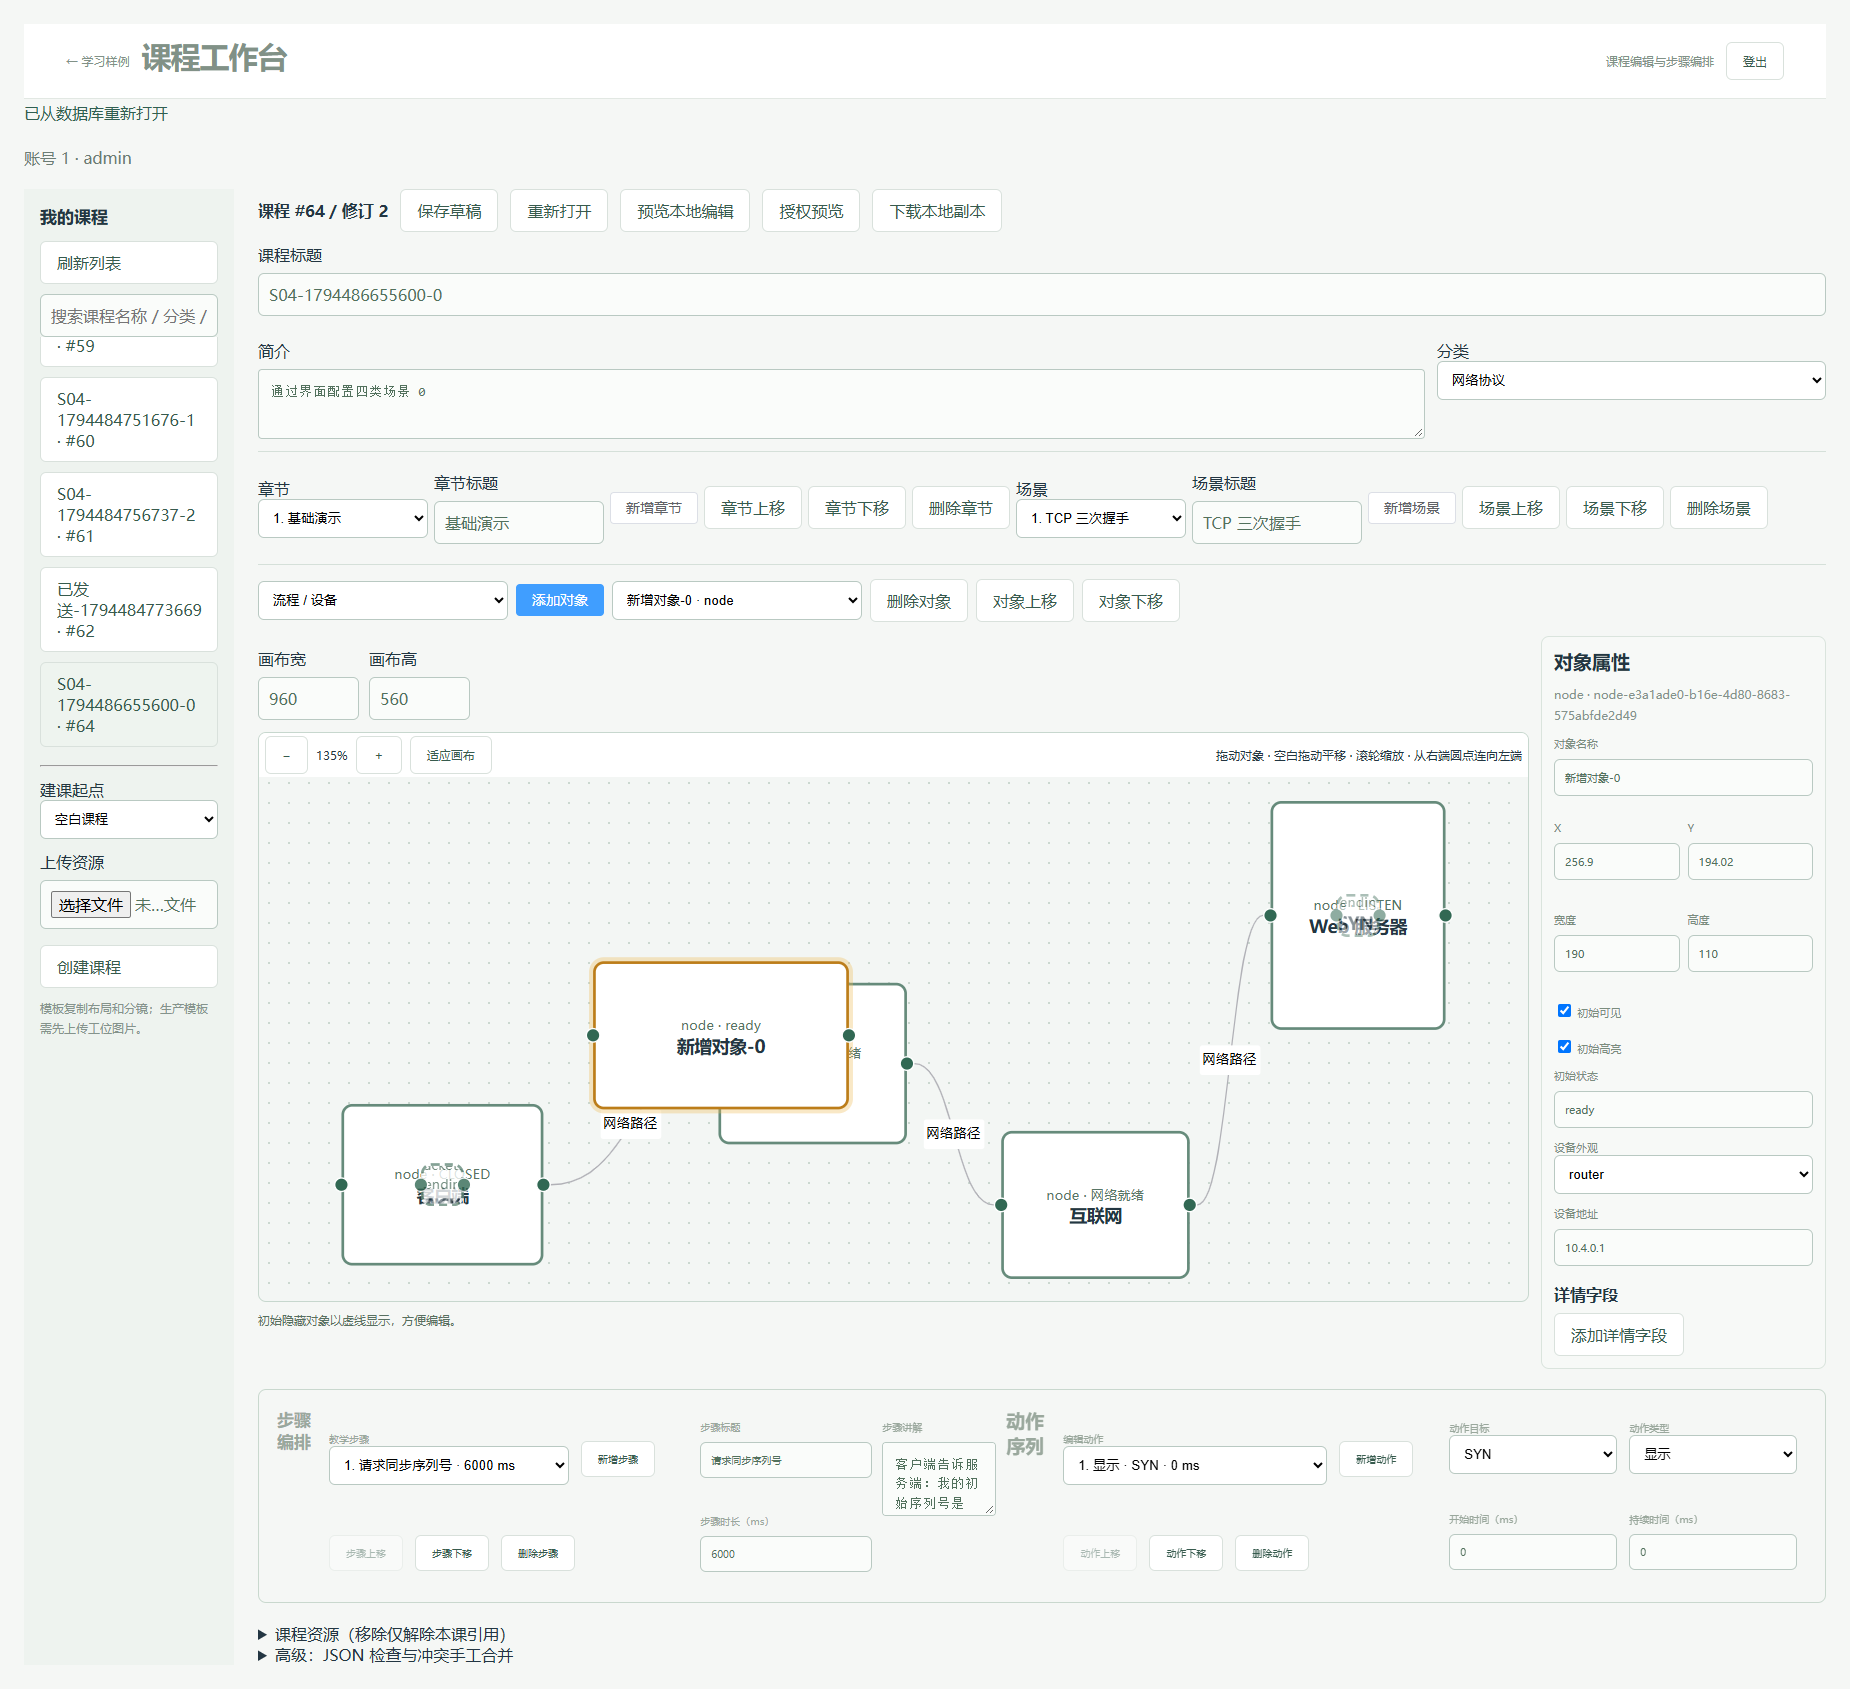 ← 学习样例
课程工作台
课程编辑与步骤编排
登出
已从数据库重新打开
账号 1 · admin
我的课程
刷新列表
搜索课程名称 / 分类 /
· #59
S04-
1794484751676-1
· #60
S04-
1794484756737-2
· #61
已发
送-1794484773669
· #62
S04-
1794486655600-0
· #64
建课起点
空白课程
上传资源
选择文件 未...文件
创建课程
模板复制布局和分镜；生产模板
需先上传工位图片。
课程 #64 / 修订 2
保存草稿
重新打开
预览本地编辑
授权预览
下载本地副本
课程标题
S04-1794486655600-0
简介
通过界面配置四类场景 0
分类
网络协议
章节
1. 基础演示
章节标题
基础演示
新增章节
章节上移
章节下移
删除章节
场景
1. TCP 三次握手
场景标题
TCP 三次握手
新增场景
场景上移
场景下移
删除场景
流程 / 设备
添加对象
新增对象-0 · node
删除对象
对象上移
对象下移
画布宽
960
画布高
560
−
135%
+
适应画布
拖动对象 · 空白拖动平移 · 滚轮缩放 · 从右端圆点连向左端
node · LISTEN
Web 服务器
node · ready
新增对象-0
绪
网络路径
网络路径
网络路径
node · 网络就绪
互联网
初始隐藏对象以虚线显示，方便编辑。
对象属性
node · node-e3a1ade0-b16e-4d80-8683-
575abfde2d49
对象名称
新增对象-0
X
256.9
Y
194.02
宽度
190
高度
110
初始可见
初始高亮
初始状态
ready
设备外观
router
设备地址
10.4.0.1
详情字段
添加详情字段
步骤
编排
教学步骤
1. 请求同步序列号 · 6000 ms
新增步骤
步骤上移
步骤下移
删除步骤
步骤标题
请求同步序列号
步骤时长（ms）
6000
步骤讲解
客户端告诉服
务端：我的初
始序列号是
动作
序列
编辑动作
1. 显示 · SYN · 0 ms
新增动作
动作上移
动作下移
删除动作
动作目标
SYN
动作类型
显示
开始时间（ms）
0
持续时间（ms）
0
▶ 课程资源（移除仅解除本课引用）
▶ 高级：JSON 检查与冲突手工合并